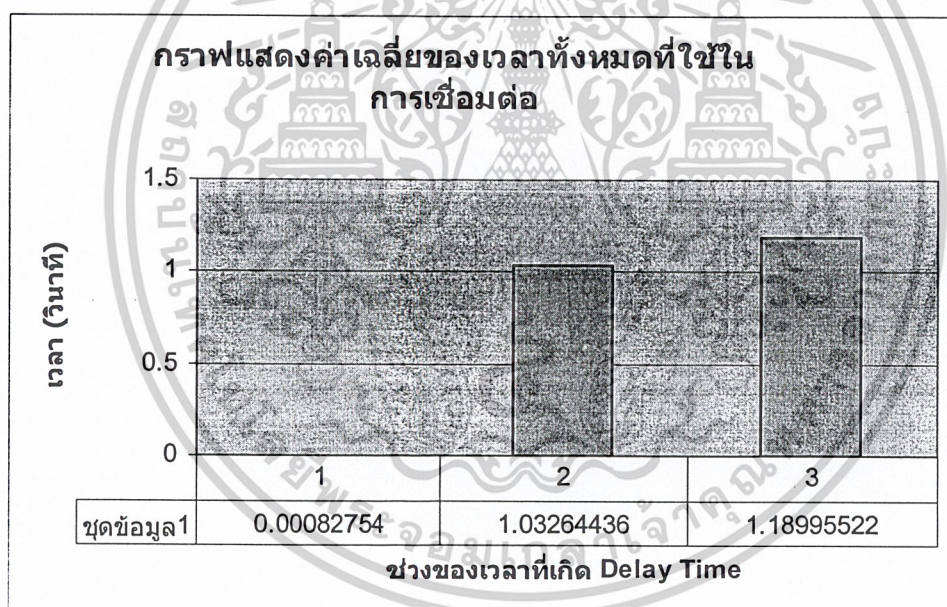 กราฟแสดงค่าเฉลี่ยของเวลาทั้งหมดที่ใช้ใน
การเชื่อมต่อ
เวลา (วินาที)
1.5
1
0.5
0
1 2 3
ชุดข้อมูล1 0.00082754 1.03264436 1.18995522
ช่วงของเวลาที่เกิด Delay Time